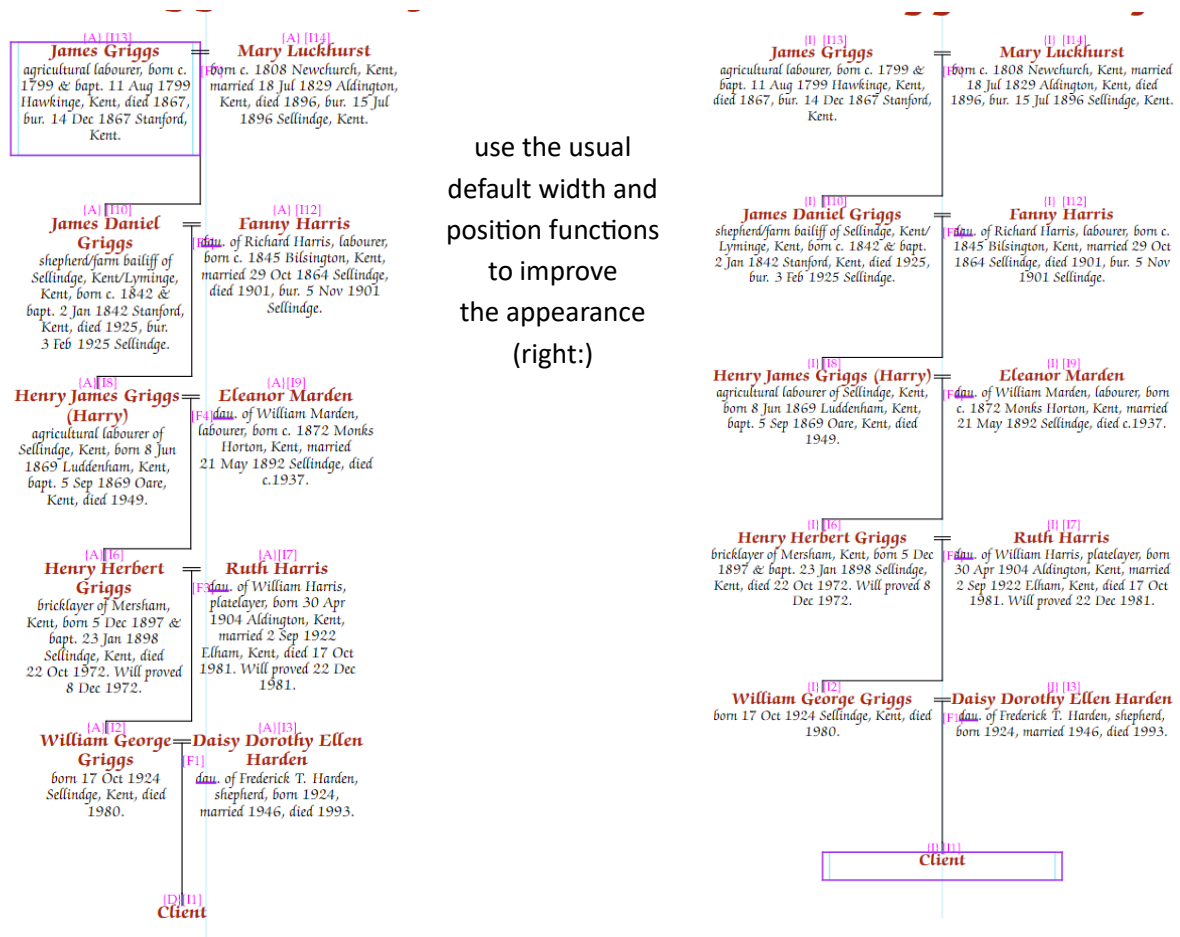 {A} [I13]
James Griggs
agricultural labourer, born c.
1799 & bapt. 11 Aug 1799
Hawkinge, Kent, died 1867,
bur. 14 Dec 1867 Stanford,
Kent.
{A} [I14]
Mary Luckhurst
born c. 1808 Newchurch, Kent,
married 18 Jul 1829 Aldington,
Kent, died 1896, bur. 15 Jul
1896 Sellindge, Kent.
{A} [I10]
James Daniel
Griggs
shepherd/farm bailiff of
Sellindge, Kent/Lyminge,
Kent, born c. 1842 &
bapt. 2 Jan 1842 Stanford,
Kent, died 1925, bur.
3 Feb 1925 Sellindge.
{A} [I12]
Fanny Harris
dau. of Richard Harris, labourer,
born c. 1845 Bilsington, Kent,
married 29 Oct 1864 Sellindge,
died 1901, bur. 5 Nov 1901
Sellindge.
{A} [I8]
Henry James Griggs
(Harry)
agricultural labourer of
Sellindge, Kent, born 8 Jun
1869 Luddenham, Kent,
bapt. 5 Sep 1869 Oare,
Kent, died 1949.
{A} [I9]
Eleanor Marden
[F4] dau. of William Marden,
labourer, born c. 1872 Monks
Horton, Kent, married
21 May 1892 Sellindge, died
c.1937.
{A} [I6]
Henry Herbert
Griggs
bricklayer of Mersham,
Kent, born 5 Dec 1897 &
bapt. 23 Jan 1898
Sellindge, Kent, died
22 Oct 1972. Will proved
8 Dec 1972.
{A} [I7]
Ruth Harris
[F3] dau. of William Harris,
platelayer, born 30 Apr
1904 Aldington, Kent,
married 2 Sep 1922
Elham, Kent, died 17 Oct
1981. Will proved 22 Dec
1981.
{A} [I2]
William George
Griggs
born 17 Oct 1924
Sellindge, Kent, died
1980.
{A} [I3]
Daisy Dorothy Ellen
Harden
[F1]
dau. of Frederick T. Harden,
shepherd, born 1924,
married 1946, died 1993.
{D} [I1]
Client
use the usual
default width and
position functions
to improve
the appearance
(right:)
{I} [I13]
James Griggs
agricultural labourer, born c. 1799 &
bapt. 11 Aug 1799 Hawkinge, Kent,
died 1867, bur. 14 Dec 1867 Stanford,
Kent.
{I} [I14]
Mary Luckhurst
born c. 1808 Newchurch, Kent, married
18 Jul 1829 Aldington, Kent, died
1896, bur. 15 Jul 1896 Sellindge, Kent.
{I} [I10]
James Daniel Griggs
shepherd/farm bailiff of Sellindge, Kent/
Lyminge, Kent, born c. 1842 & bapt.
2 Jan 1842 Stanford, Kent, died 1925,
bur. 3 Feb 1925 Sellindge.
{I} [I12]
Fanny Harris
dau. of Richard Harris, labourer, born c.
1845 Bilsington, Kent, married 29 Oct
1864 Sellindge, died 1901, bur. 5 Nov
1901 Sellindge.
{I} [I8]
Henry James Griggs (Harry)
agricultural labourer of Sellindge, Kent,
born 8 Jun 1869 Luddenham, Kent,
bapt. 5 Sep 1869 Oare, Kent, died
1949.
{I} [I9]
Eleanor Marden
dau. of William Marden, labourer, born
c. 1872 Monks Horton, Kent, married
21 May 1892 Sellindge, died c.1937.
{I} [I6]
Henry Herbert Griggs
bricklayer of Mersham, Kent, born 5 Dec
1897 & bapt. 23 Jan 1898 Sellindge,
Kent, died 22 Oct 1972. Will proved 8
Dec 1972.
{I} [I7]
Ruth Harris
dau. of William Harris, platelayer, born
30 Apr 1904 Aldington, Kent, married
2 Sep 1922 Elham, Kent, died 17 Oct
1981. Will proved 22 Dec 1981.
{I} [I2]
William George Griggs
born 17 Oct 1924 Sellindge, Kent, died
1980.
{J} [I3]
Daisy Dorothy Ellen Harden
dau. of Frederick T. Harden, shepherd,
born 1924, married 1946, died 1993.
[I1]
Client